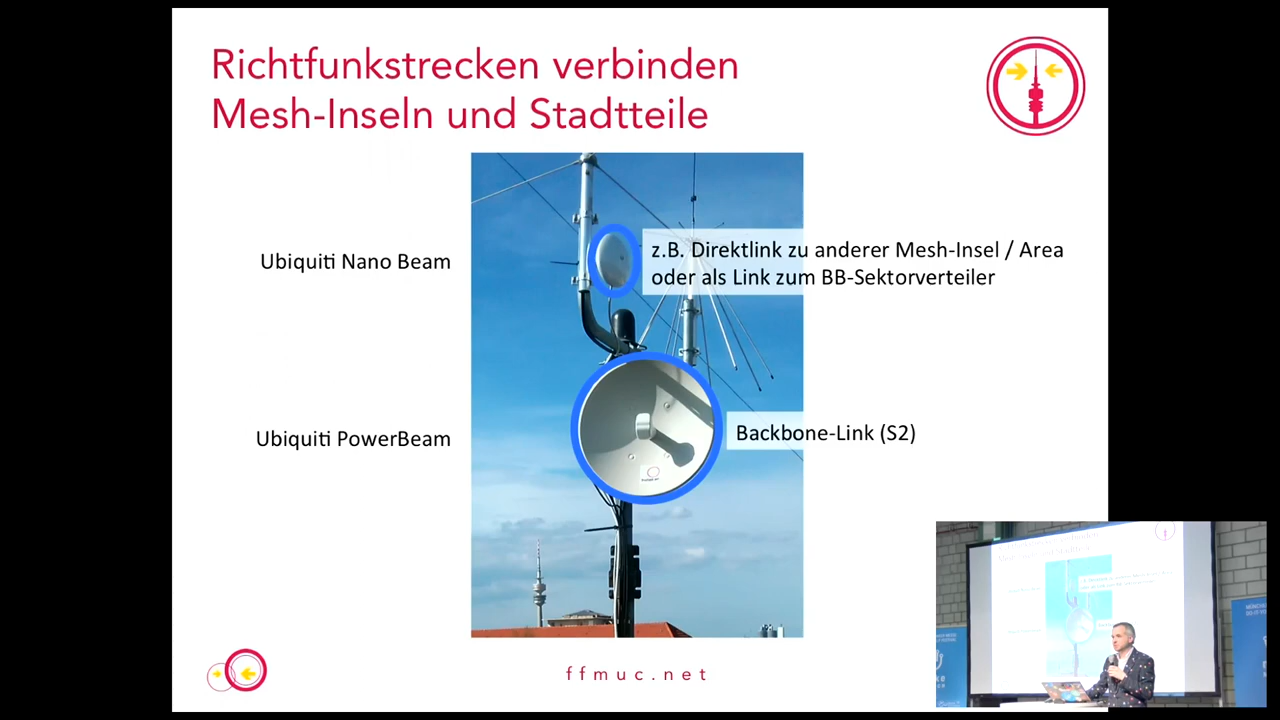 Richtfunkstrecken verbinden
Mesh-Inseln und Stadtteile
Ubiquiti Nano Beam
z.B. Direktlink zu anderer Mesh-Insel / Area
oder als Link zum BB-Sektorverteiler
Ubiquiti PowerBeam
Backbone-Link (S2)
ffmuc.net